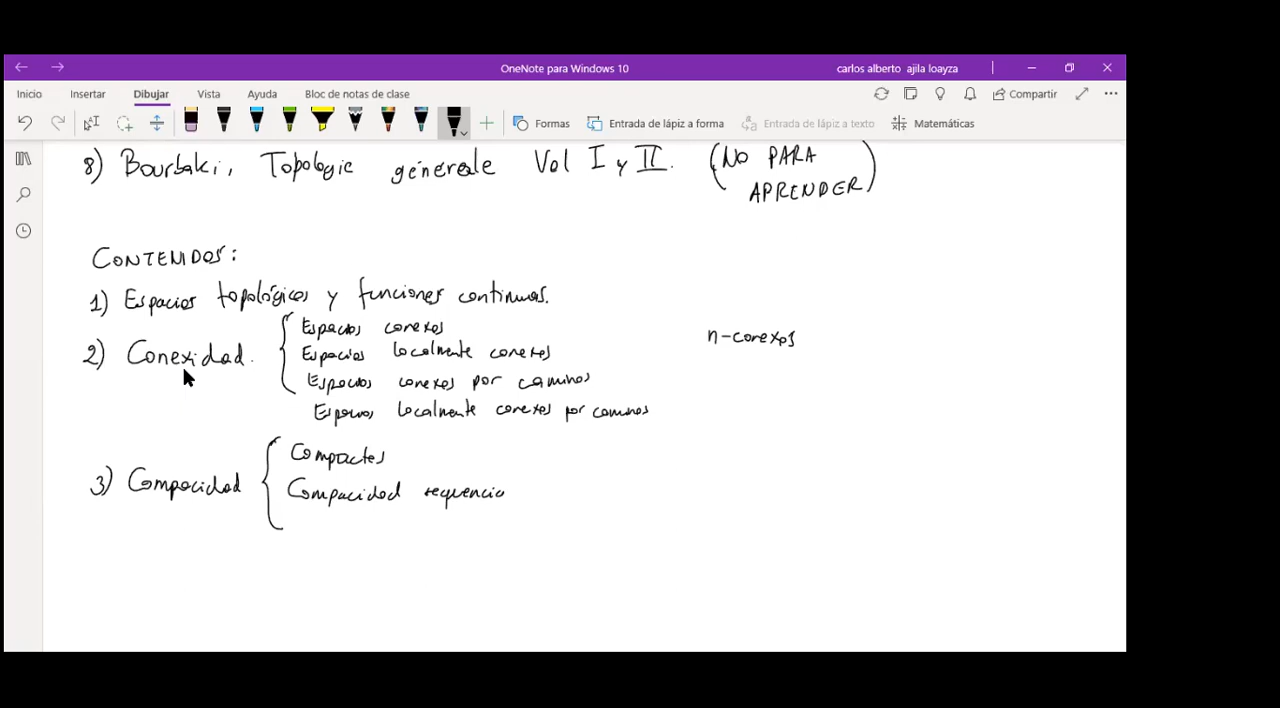 OneNote para Windows 10
carlos alberto ajila loayza
Inicio Insertar Dibujar Vista Ayuda Bloc de notas de clase
Compartir
Formas Entrada de lápiz a forma Entrada de lápiz a texto Matemáticas
8) Bourbaki, Topologie générale Vol I y II. (NO PARA
APRENDER)
CONTENIDOS:
1) Espacios topológicos y funciones continuas.
2) Conexidad.
Espacios conexos
Espacios localmente conexos
Espacios conexos por caminos
Espacios localmente conexos por caminos
n-conexos
3) Compacidad
Compactos
Compacidad sequencia